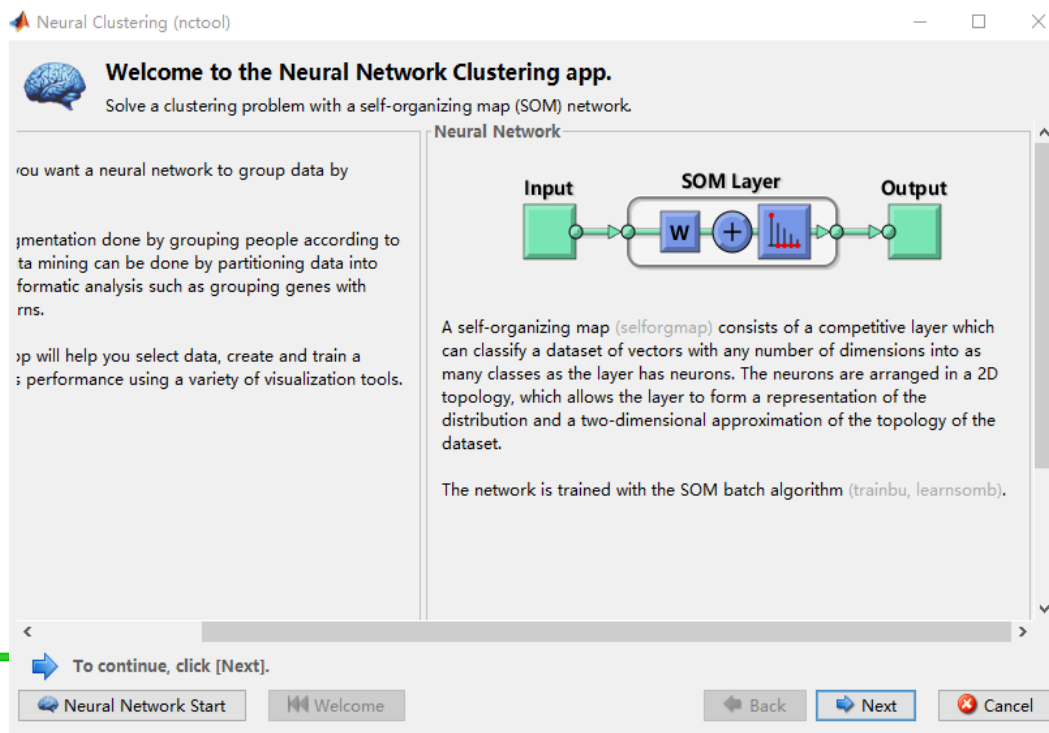 Neural Clustering (nctool)
Welcome to the Neural Network Clustering app.
Solve a clustering problem with a self-organizing map (SOM) network.
you want a neural network to group data by
gmentation done by grouping people according to
ta mining can be done by partitioning data into
formatic analysis such as grouping genes with
rns.
pp will help you select data, create and train a
s performance using a variety of visualization tools.
Neural Network
Input
SOM Layer
Output
W
+
A self-organizing map (selforgmap) consists of a competitive layer which
can classify a dataset of vectors with any number of dimensions into as
many classes as the layer has neurons. The neurons are arranged in a 2D
topology, which allows the layer to form a representation of the
distribution and a two-dimensional approximation of the topology of the
dataset.
The network is trained with the SOM batch algorithm (trainbu, learnsomb).
To continue, click [Next].
Neural Network Start
Welcome
Back
Next
Cancel